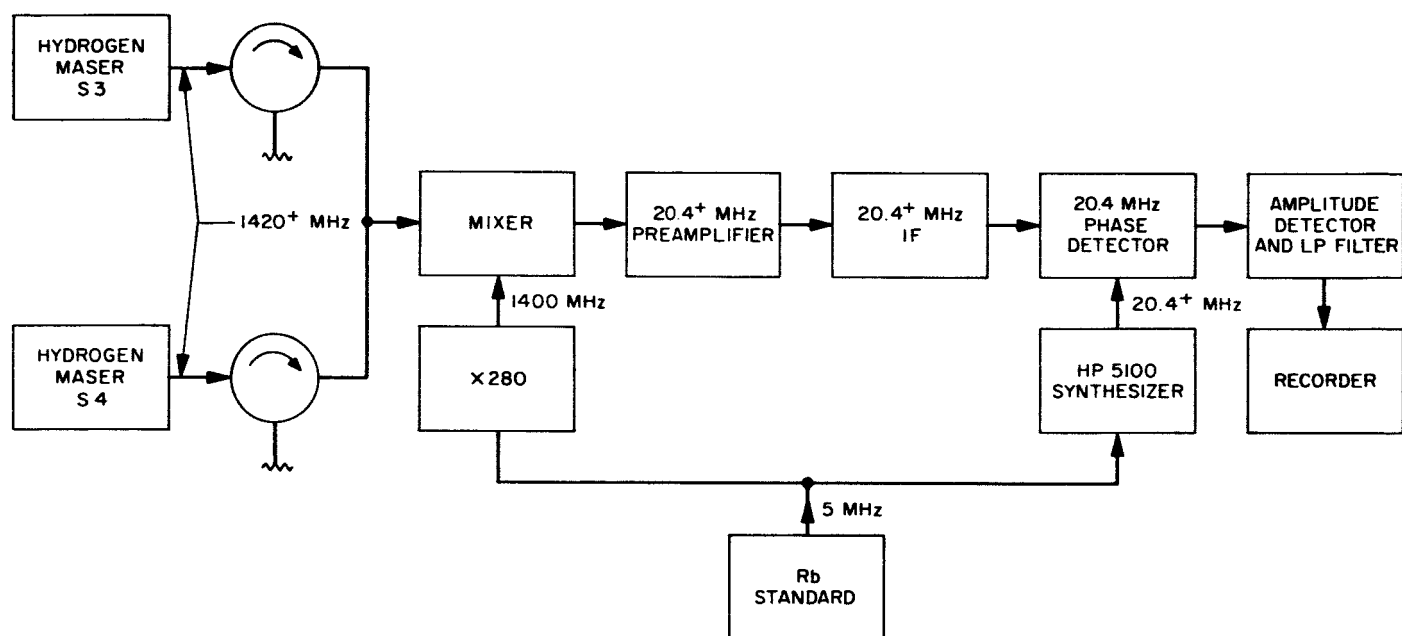 HYDROGEN
MASER
S3
1420⁺ MHz
HYDROGEN
MASER
S4
MIXER
1400 MHz
×280
20.4⁺ MHz
PREAMPLIFIER
20.4⁺ MHz
IF
20.4 MHz
PHASE
DETECTOR
20.4⁺ MHz
HP 5100
SYNTHESIZER
AMPLITUDE
DETECTOR
AND LP FILTER
RECORDER
5 MHz
Rb
STANDARD